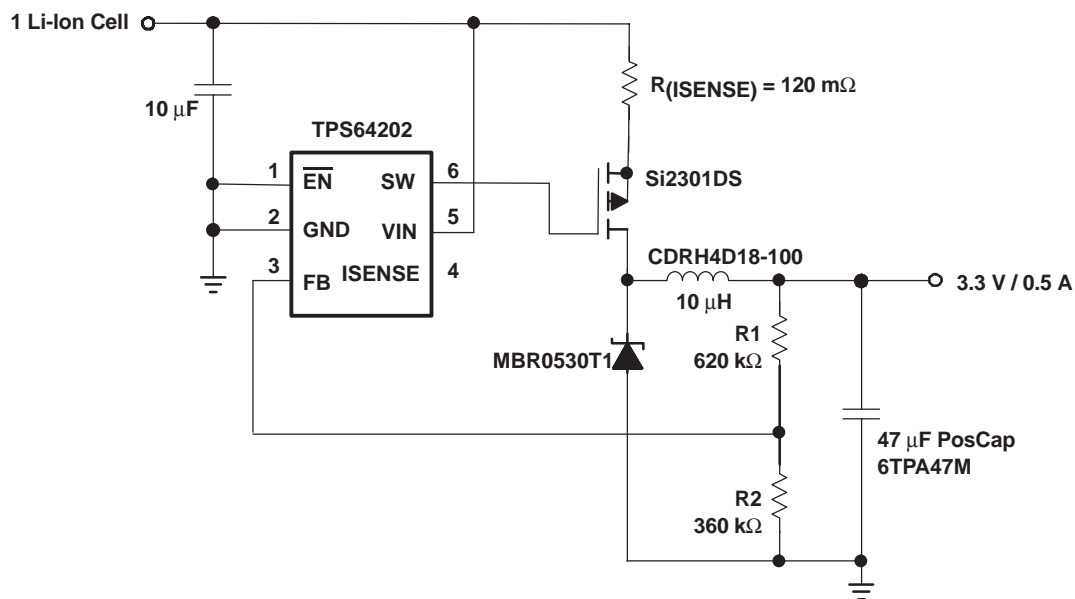 1 Li-Ion Cell
R(ISENSE) = 120 mΩ
10 μF
TPS64202
1
EN
SW
6
Si2301DS
2
GND
VIN
5
CDRH4D18-100
3
FB
ISENSE
4
10 μH
3.3 V / 0.5 A
R1
620 kΩ
MBR0530T1
47 μF PosCap
6TPA47M
R2
360 kΩ